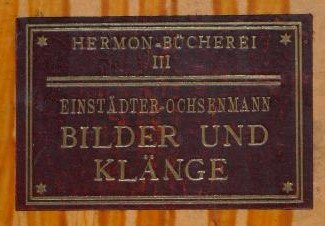 HERMON-BÜCHEREI
III
EINSTÄDTER-OCHSENMANN
BILDER UND
KLÄNGE